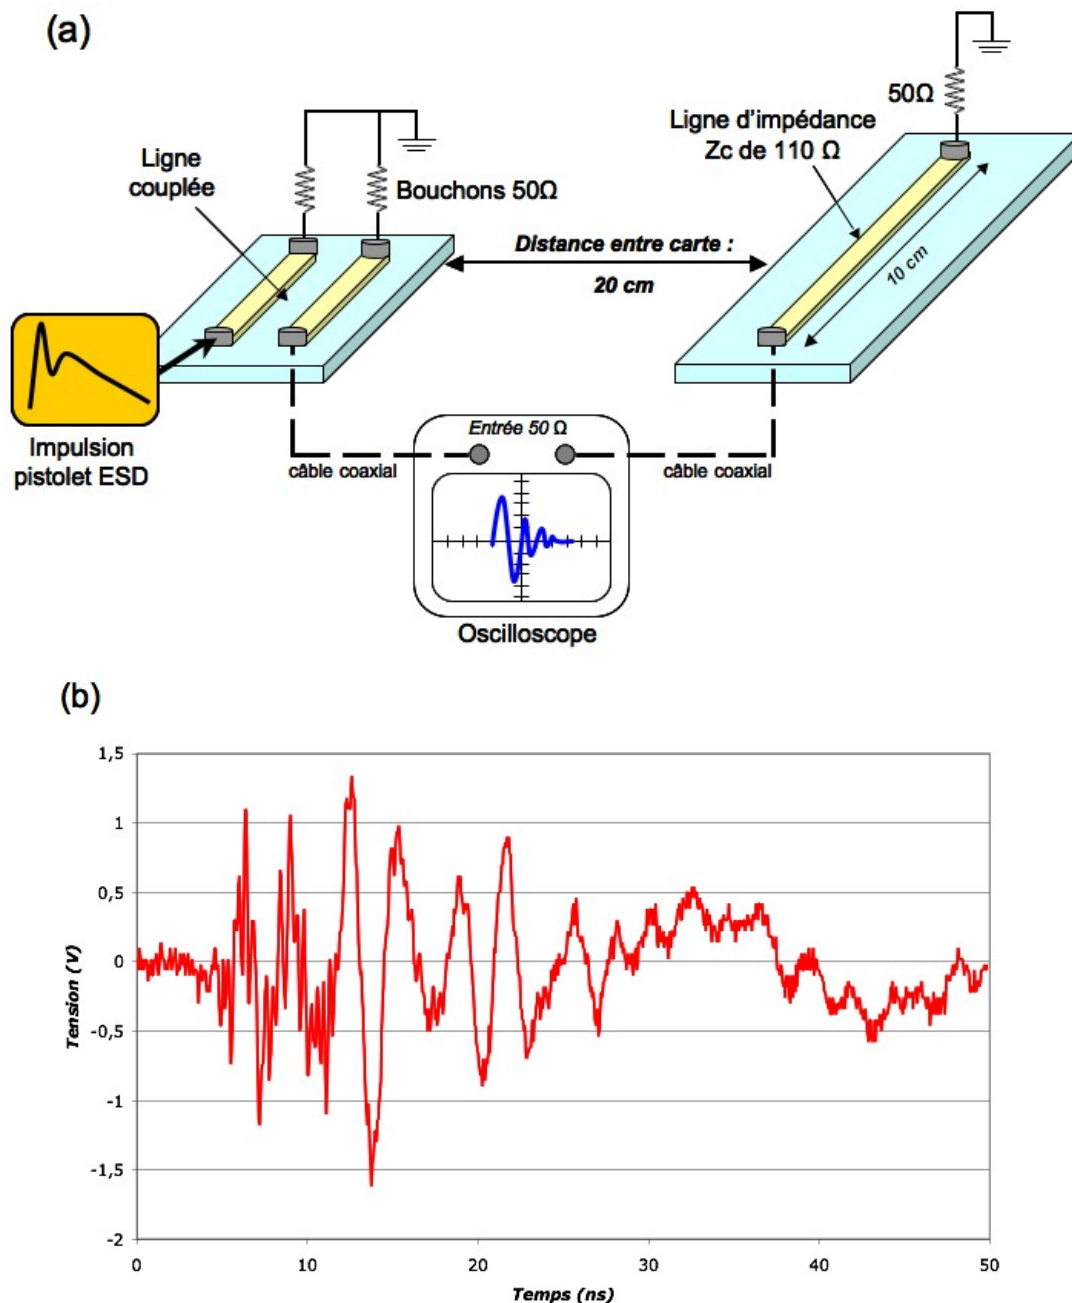 (a)
50Ω
Ligne d'impédance
Zc de 110 Ω
Ligne
couplée
Bouchons 50Ω
Distance entre carte :
20 cm
10 cm
Impulsion
pistolet ESD
Entrée 50 Ω
câble coaxial
câble coaxial
Oscilloscope
(b)
1,5
1
0,5
0
-0,5
-1
-1,5
-2
Tension (V)
0
10
20
30
40
50
Temps (ns)